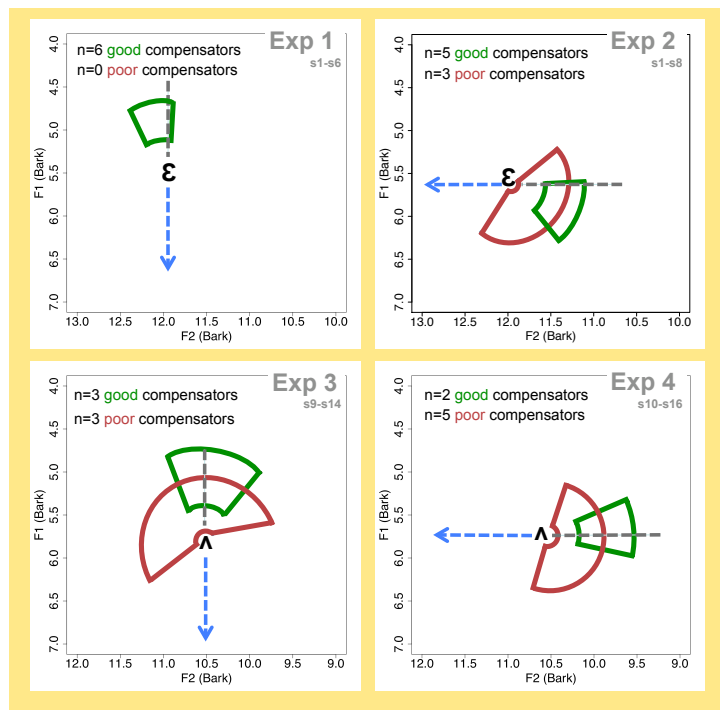 Exp 1
s1-s6
n=6 good compensators
n=0 poor compensators
4.0
4.5
5.0
5.5
6.0
6.5
7.0
F1 (Bark)
ɛ
13.0 12.5 12.0 11.5 11.0 10.5 10.0
F2 (Bark)
Exp 2
s1-s8
n=5 good compensators
n=3 poor compensators
4.0
4.5
5.0
5.5
6.0
6.5
7.0
F1 (Bark)
ɛ
13.0 12.5 12.0 11.5 11.0 10.5 10.0
F2 (Bark)
Exp 3
s9-s14
n=3 good compensators
n=3 poor compensators
4.0
4.5
5.0
5.5
6.0
6.5
7.0
F1 (Bark)
ʌ
12.0 11.5 11.0 10.5 10.0 9.5 9.0
F2 (Bark)
Exp 4
s10-s16
n=2 good compensators
n=5 poor compensators
4.0
4.5
5.0
5.5
6.0
6.5
7.0
F1 (Bark)
ʌ
12.0 11.5 11.0 10.5 10.0 9.5 9.0
F2 (Bark)